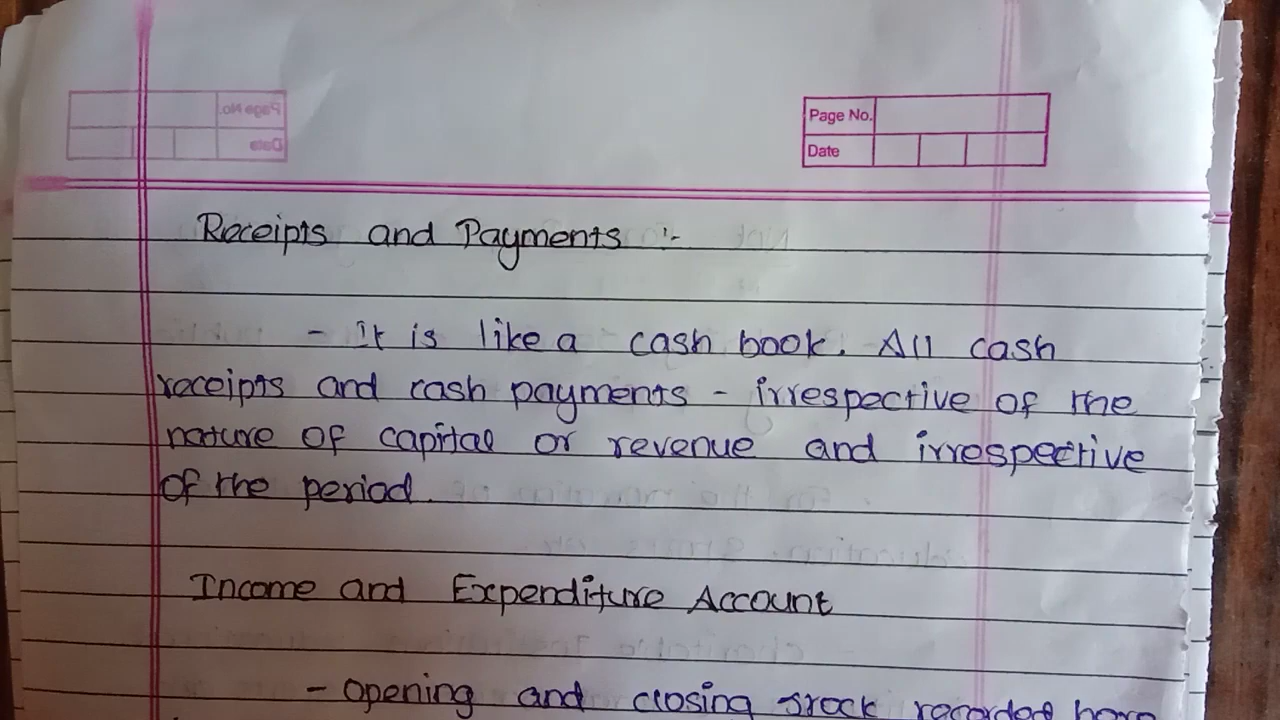 Page No.
Date
Receipts and Payments :-
- It is like a cash book. All cash
receipts and cash payments - irrespective of the
nature of capital or revenue and irrespective
of the period.
Income and Expenditure Account
- Opening and closing stock recorded here